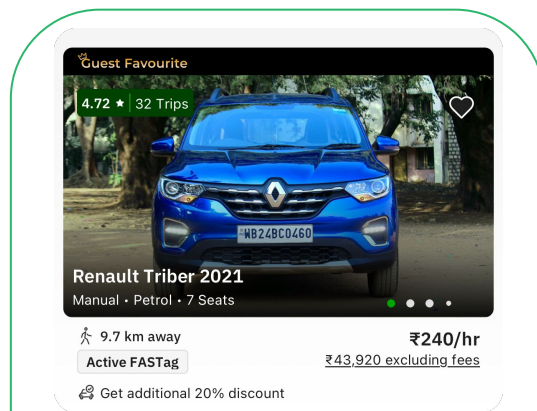 Guest Favourite
4.72 ★ 32 Trips
WB24BC0460
Renault Triber 2021
Manual • Petrol • 7 Seats
9.7 km away
₹240/hr
Active FASTag
₹43,920 excluding fees
Get additional 20% discount